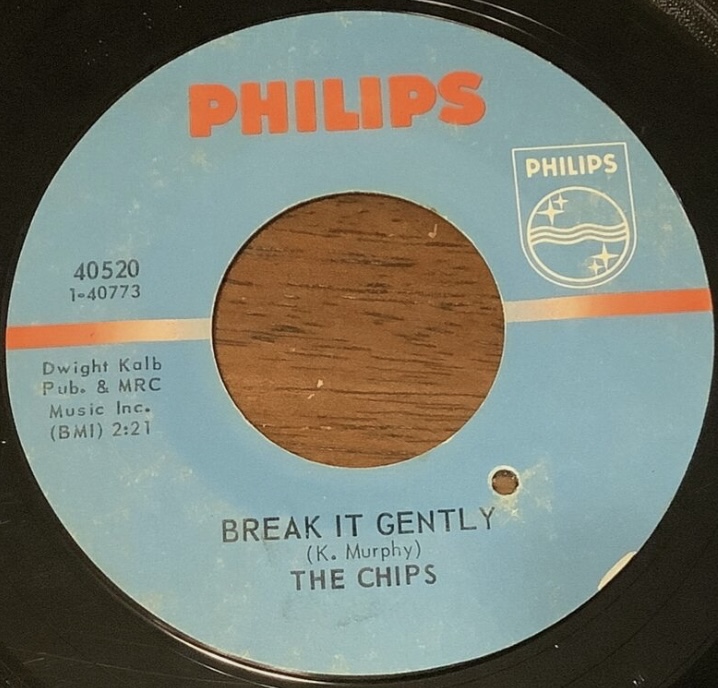 PHILIPS
PHILIPS
40520
1-40773
Dwight Kalb
Pub. & MRC
Music Inc.
(BMI) 2:21
BREAK IT GENTLY
(K. Murphy)
THE CHIPS